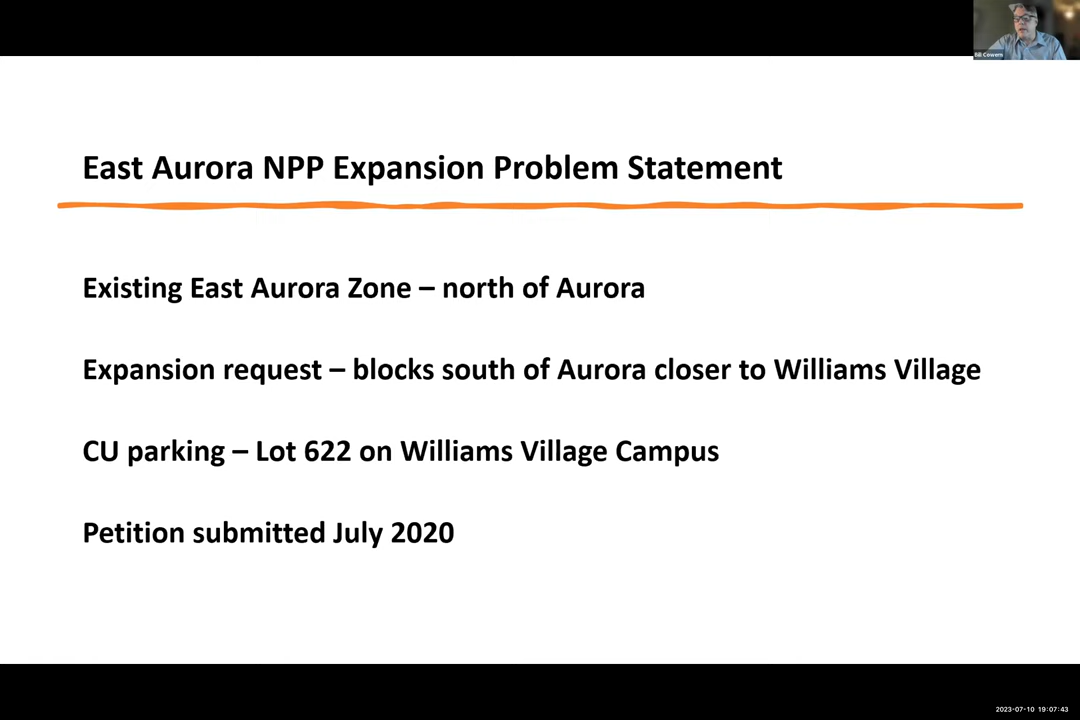 Bill Cowern
East Aurora NPP Expansion Problem Statement
Existing East Aurora Zone – north of Aurora
Expansion request – blocks south of Aurora closer to Williams Village
CU parking – Lot 622 on Williams Village Campus
Petition submitted July 2020
2023-07-10 19:07:43